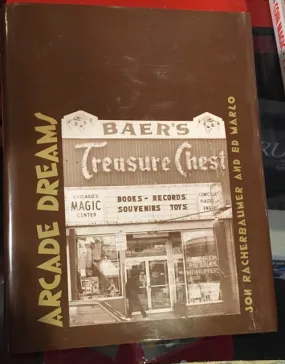 ARCADE DREAMS
BAER'S
Treasure Chest
CHICAGO'S
MAGIC
CENTER
BOOKS - RECORDS
SOUVENIRS TOYS
JON RACHERBAUMER AND ED MARLO